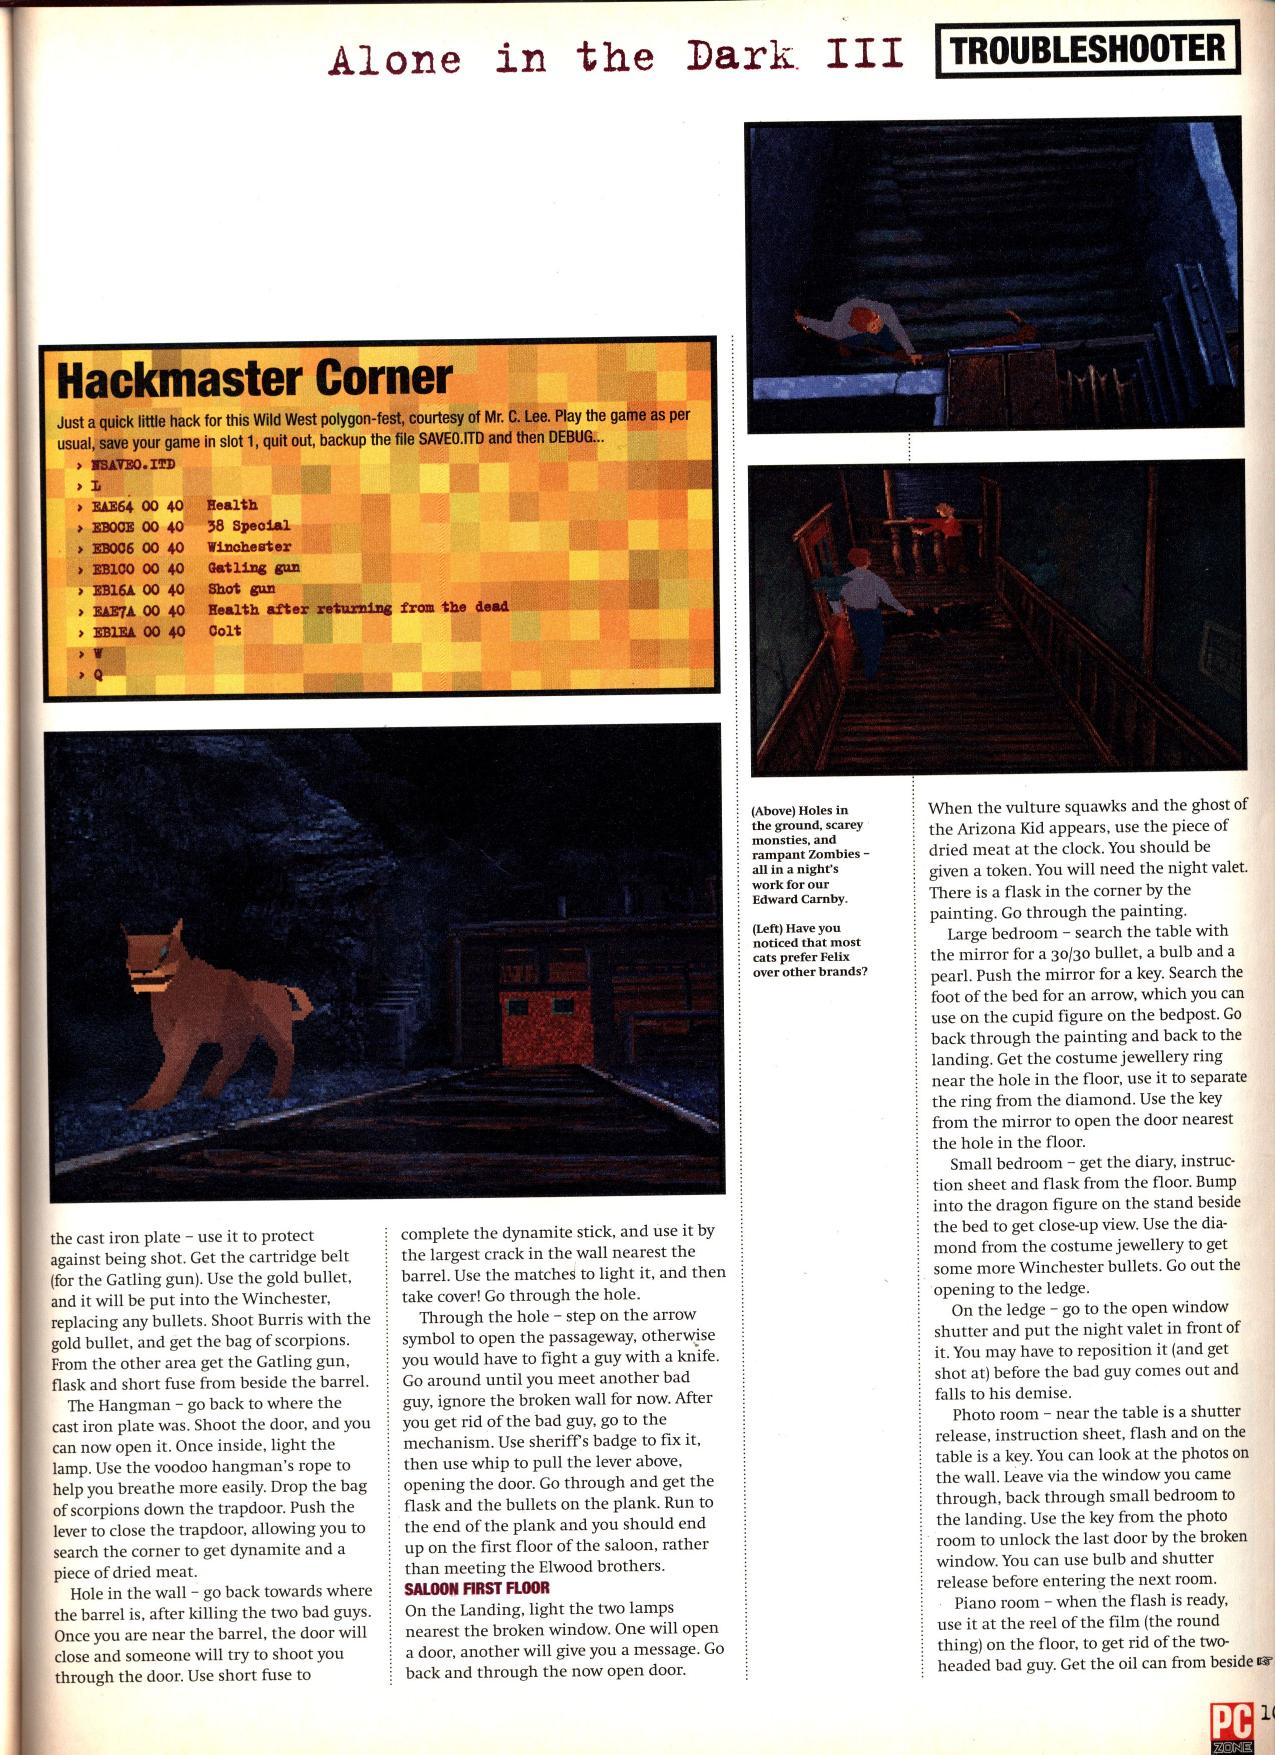 Alone in the Dark III
TROUBLESHOOTER
Hackmaster Corner
Just a quick little hack for this Wild West polygon-fest, courtesy of Mr. C. Lee. Play the game as per
usual, save your game in slot 1, quit out, backup the file SAVE0.ITD and then DEBUG...
> NSAVE0.ITD
> L
> EAE64 00 40 Health
> EB0CE 00 40 38 Special
> EB0C6 00 40 Winchester
> EB100 00 40 Gatling gun
> EB16A 00 40 Shot gun
> EAE7A 00 40 Health after returning from the dead
> EB1EA 00 40 Colt
> W
> Q
the cast iron plate – use it to protect
against being shot. Get the cartridge belt
(for the Gatling gun). Use the gold bullet,
and it will be put into the Winchester,
replacing any bullets. Shoot Burris with the
gold bullet, and get the bag of scorpions.
From the other area get the Gatling gun,
flask and short fuse from beside the barrel.
The Hangman – go back to where the
cast iron plate was. Shoot the door, and you
can now open it. Once inside, light the
lamp. Use the voodoo hangman's rope to
help you breathe more easily. Drop the bag
of scorpions down the trapdoor. Push the
lever to close the trapdoor, allowing you to
search the corner to get dynamite and a
piece of dried meat.
Hole in the wall – go back towards where
the barrel is, after killing the two bad guys.
Once you are near the barrel, the door will
close and someone will try to shoot you
through the door. Use short fuse to
complete the dynamite stick, and use it by
the largest crack in the wall nearest the
barrel. Use the matches to light it, and then
take cover! Go through the hole.
Through the hole – step on the arrow
symbol to open the passageway, otherwise
you would have to fight a guy with a knife.
Go around until you meet another bad
guy, ignore the broken wall for now. After
you get rid of the bad guy, go to the
mechanism. Use sheriff's badge to fix it,
then use whip to pull the lever above,
opening the door. Go through and get the
flask and the bullets on the plank. Run to
the end of the plank and you should end
up on the first floor of the saloon, rather
than meeting the Elwood brothers.
SALOON FIRST FLOOR
On the Landing, light the two lamps
nearest the broken window. One will open
a door, another will give you a message. Go
back and through the now open door.
(Above) Holes in
the ground, scarey
monsties, and
rampant Zombies –
all in a night's
work for our
Edward Carnby.
(Left) Have you
noticed that most
cats prefer Felix
over other brands?
When the vulture squawks and the ghost of
the Arizona Kid appears, use the piece of
dried meat at the clock. You should be
given a token. You will need the night valet.
There is a flask in the corner by the
painting. Go through the painting.
Large bedroom – search the table with
the mirror for a 30/30 bullet, a bulb and a
pearl. Push the mirror for a key. Search the
foot of the bed for an arrow, which you can
use on the cupid figure on the bedpost. Go
back through the painting and back to the
landing. Get the costume jewellery ring
near the hole in the floor, use it to separate
the ring from the diamond. Use the key
from the mirror to open the door nearest
the hole in the floor.
Small bedroom – get the diary, instruc-
tion sheet and flask from the floor. Bump
into the dragon figure on the stand beside
the bed to get close-up view. Use the dia-
mond from the costume jewellery to get
some more Winchester bullets. Go out the
opening to the ledge.
On the ledge – go to the open window
shutter and put the night valet in front of
it. You may have to reposition it (and get
shot at) before the bad guy comes out and
falls to his demise.
Photo room – near the table is a shutter
release, instruction sheet, flash and on the
table is a key. You can look at the photos on
the wall. Leave via the window you came
through, back through small bedroom to
the landing. Use the key from the photo
room to unlock the last door by the broken
window. You can use bulb and shutter
release before entering the next room.
Piano room – when the flash is ready,
use it at the reel of the film (the round
thing) on the floor, to get rid of the two-
headed bad guy. Get the oil can from beside ☞
PC
ZONE